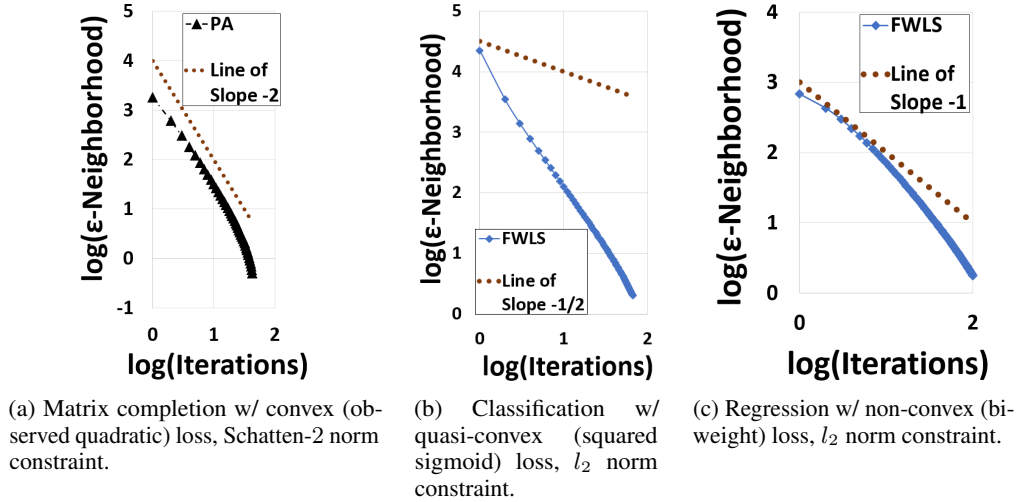 log(ε-Neighborhood)
5
4
3
2
1
0
-1
PA
Line of
Slope -2
0 1 2
log(Iterations)
(a) Matrix completion w/ convex (ob-
served quadratic) loss, Schatten-2 norm
constraint.
log(ε-Neighborhood)
5
4
3
2
1
0
FWLS
Line of
Slope -1/2
0 1 2
log(Iterations)
(b) Classification w/
quasi-convex (squared
sigmoid) loss, l2 norm
constraint.
log(ε-Neighborhood)
4
3
2
1
0
FWLS
Line of
Slope -1
0 2
log(Iterations)
(c) Regression w/ non-convex (bi-
weight) loss, l2 norm constraint.